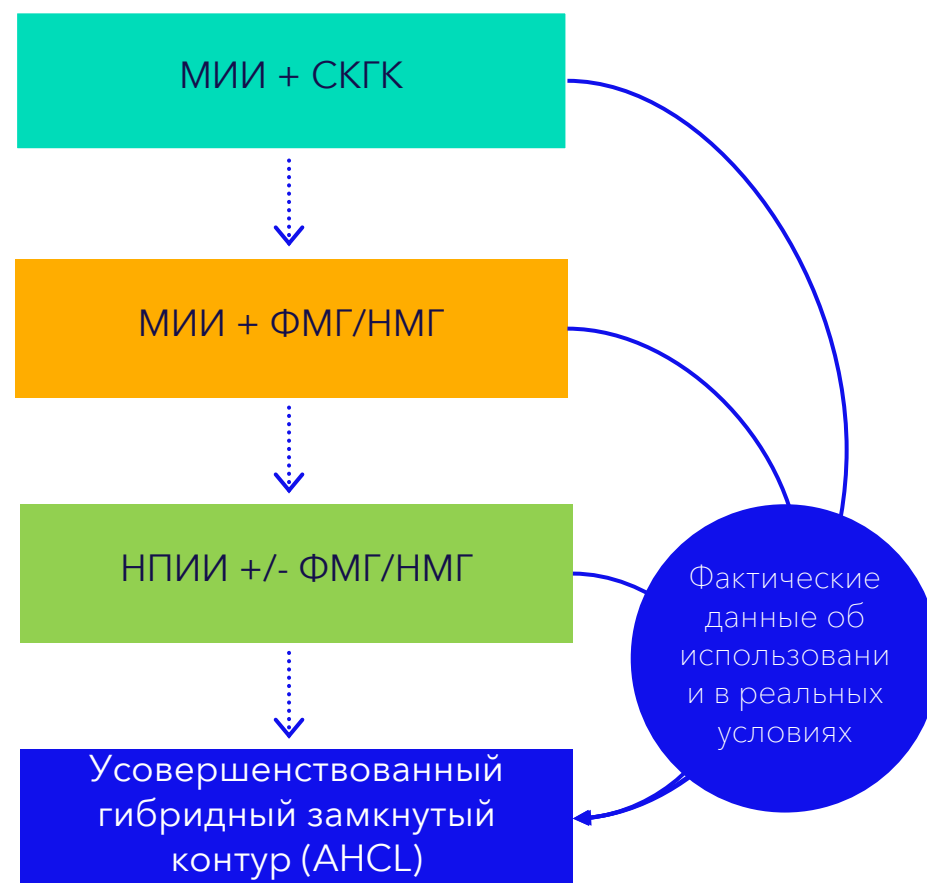 МИИ + СКГК
МИИ + ФМГ/НМГ
НПИИ +/- ФМГ/НМГ
Фактические
данные об
использовани
и в реальных
условиях
Усовершенствованный
гибридный замкнутый
контур (AHCL)